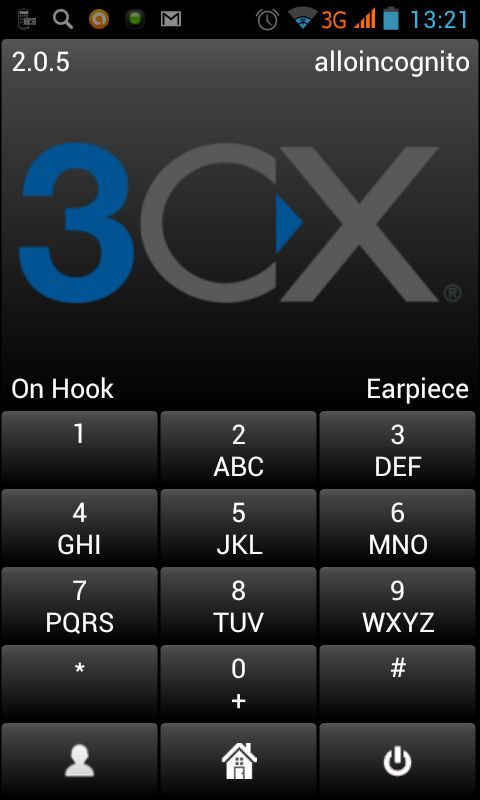 3G 13:21
2.0.5 alloincognito
3CX®
On Hook Earpiece
1 2 3
ABC DEF
4 5 6
GHI JKL MNO
7 8 9
PQRS TUV WXYZ
* 0 #
+